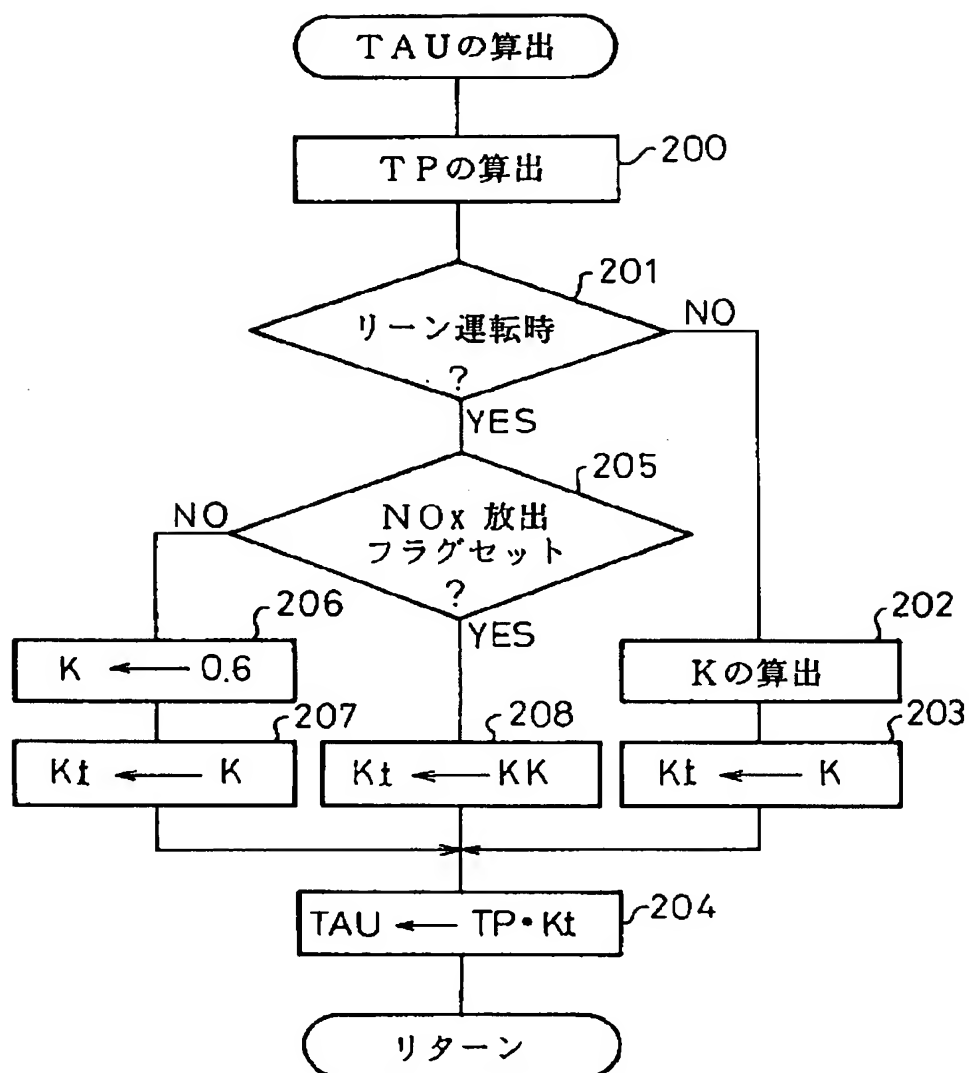 TAUの算出
TPの算出
200
201
リーン運転時
?
NO
YES
205
NOx 放出
フラグセット
?
NO
YES
206
K ← 0.6
202
Kの算出
207
Kt ← K
208
Kt ← KK
203
Kt ← K
TAU ← TP・Kt
204
リターン